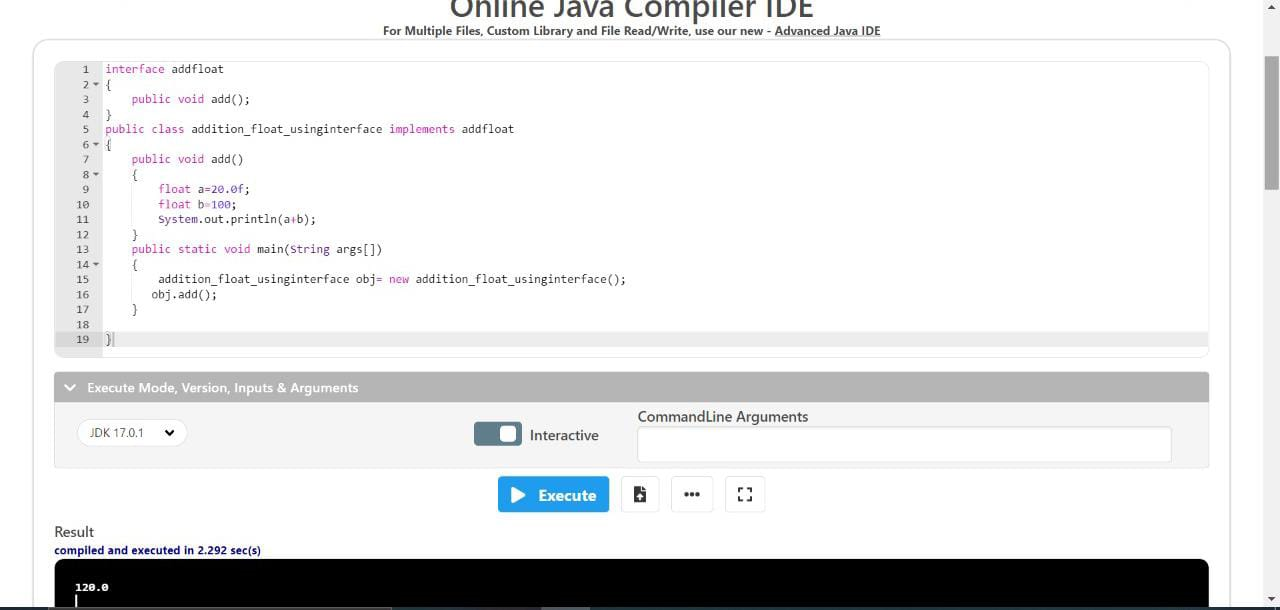 Online Java Compiler IDE
For Multiple Files, Custom Library and File Read/Write, use our new - Advanced Java IDE
1 interface addfloat
2 {
3     public void add();
4 }
5 public class addition_float_usinginterface implements addfloat
6 {
7     public void add()
8     {
9         float a=20.0f;
10         float b=100;
11         System.out.println(a+b);
12     }
13     public static void main(String args[])
14     {
15         addition_float_usinginterface obj= new addition_float_usinginterface();
16        obj.add();
17     }
18
19 }
Execute Mode, Version, Inputs & Arguments
CommandLine Arguments
JDK 17.0.1
Interactive
Execute
Result
compiled and executed in 2.292 sec(s)
120.0